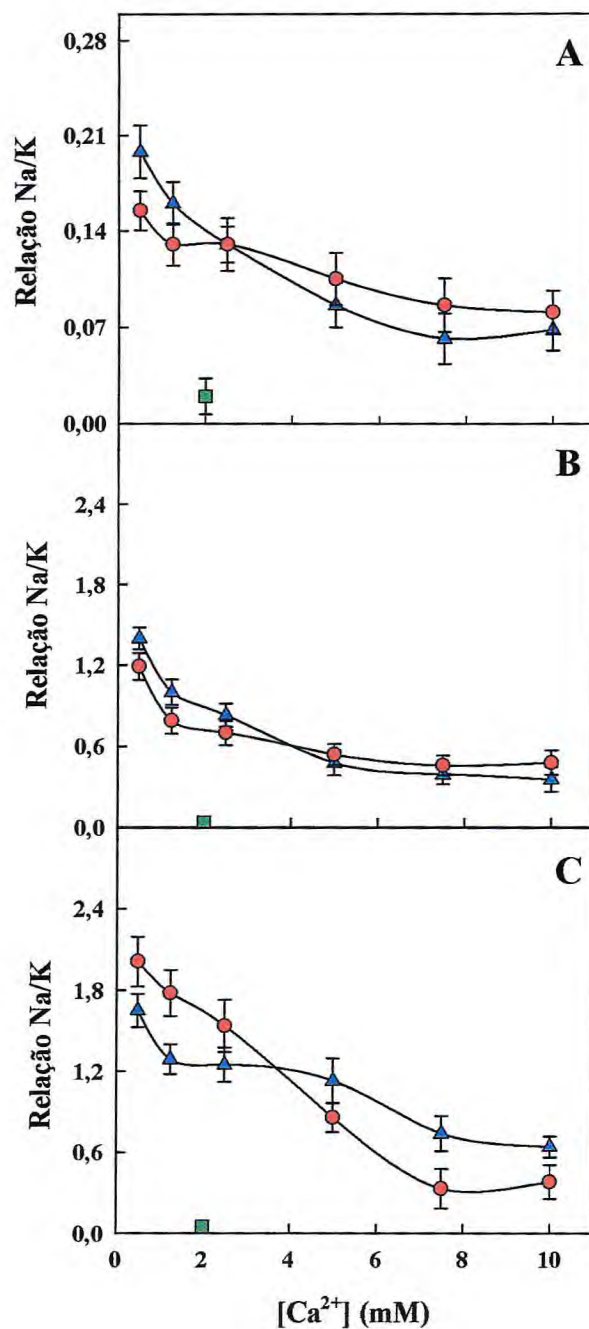 A
Relação Na/K
0,28
0,21
0,14
0,07
0,00
B
Relação Na/K
2,4
1,8
1,2
0,6
0,0
C
Relação Na/K
2,4
1,8
1,2
0,6
0,0
0 2 4 6 8 10
[Ca²⁺] (mM)